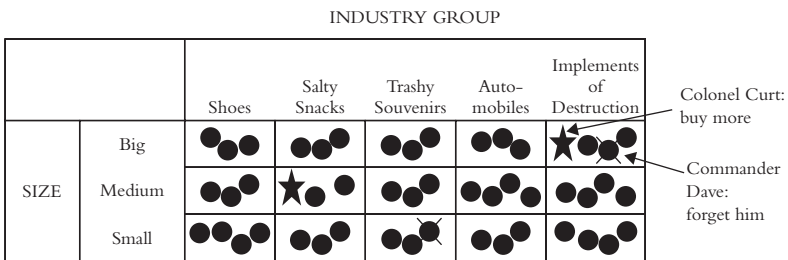 INDUSTRY GROUP
Shoes
Salty
Snacks
Trashy
Souvenirs
Auto-
mobiles
Implements
of
Destruction
Colonel Curt:
buy more
SIZE
Big
Medium
Small
Commander
Dave:
forget him